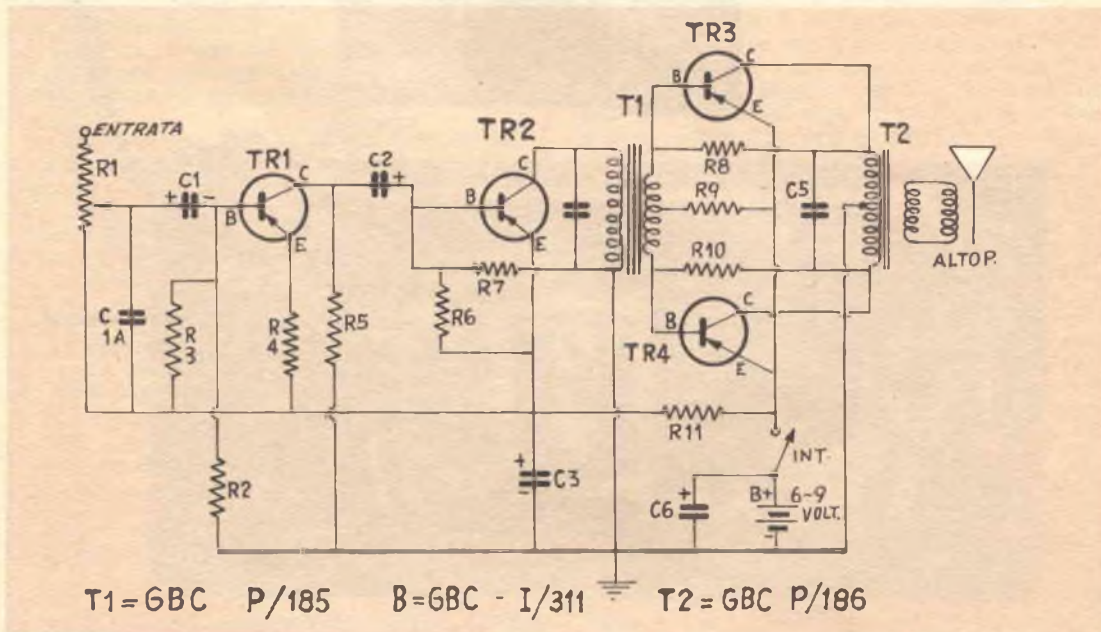 TR3
C
B
E
T1
T2
ENTRATA
R1
TR1
C2
+
TR2
C
R8
C1
+ -
C
B
R9
C5
B
E
E
R10
ALTOP.
R7
C
1A
R
3
R
4
R5
R6
B
C
TR4
E
R11
INT.
R2
+
-
C3
+
C6
B+
6-9
VOLT.
-
T1=GBC P/185 B=GBC - I/311 T2=GBC P/186